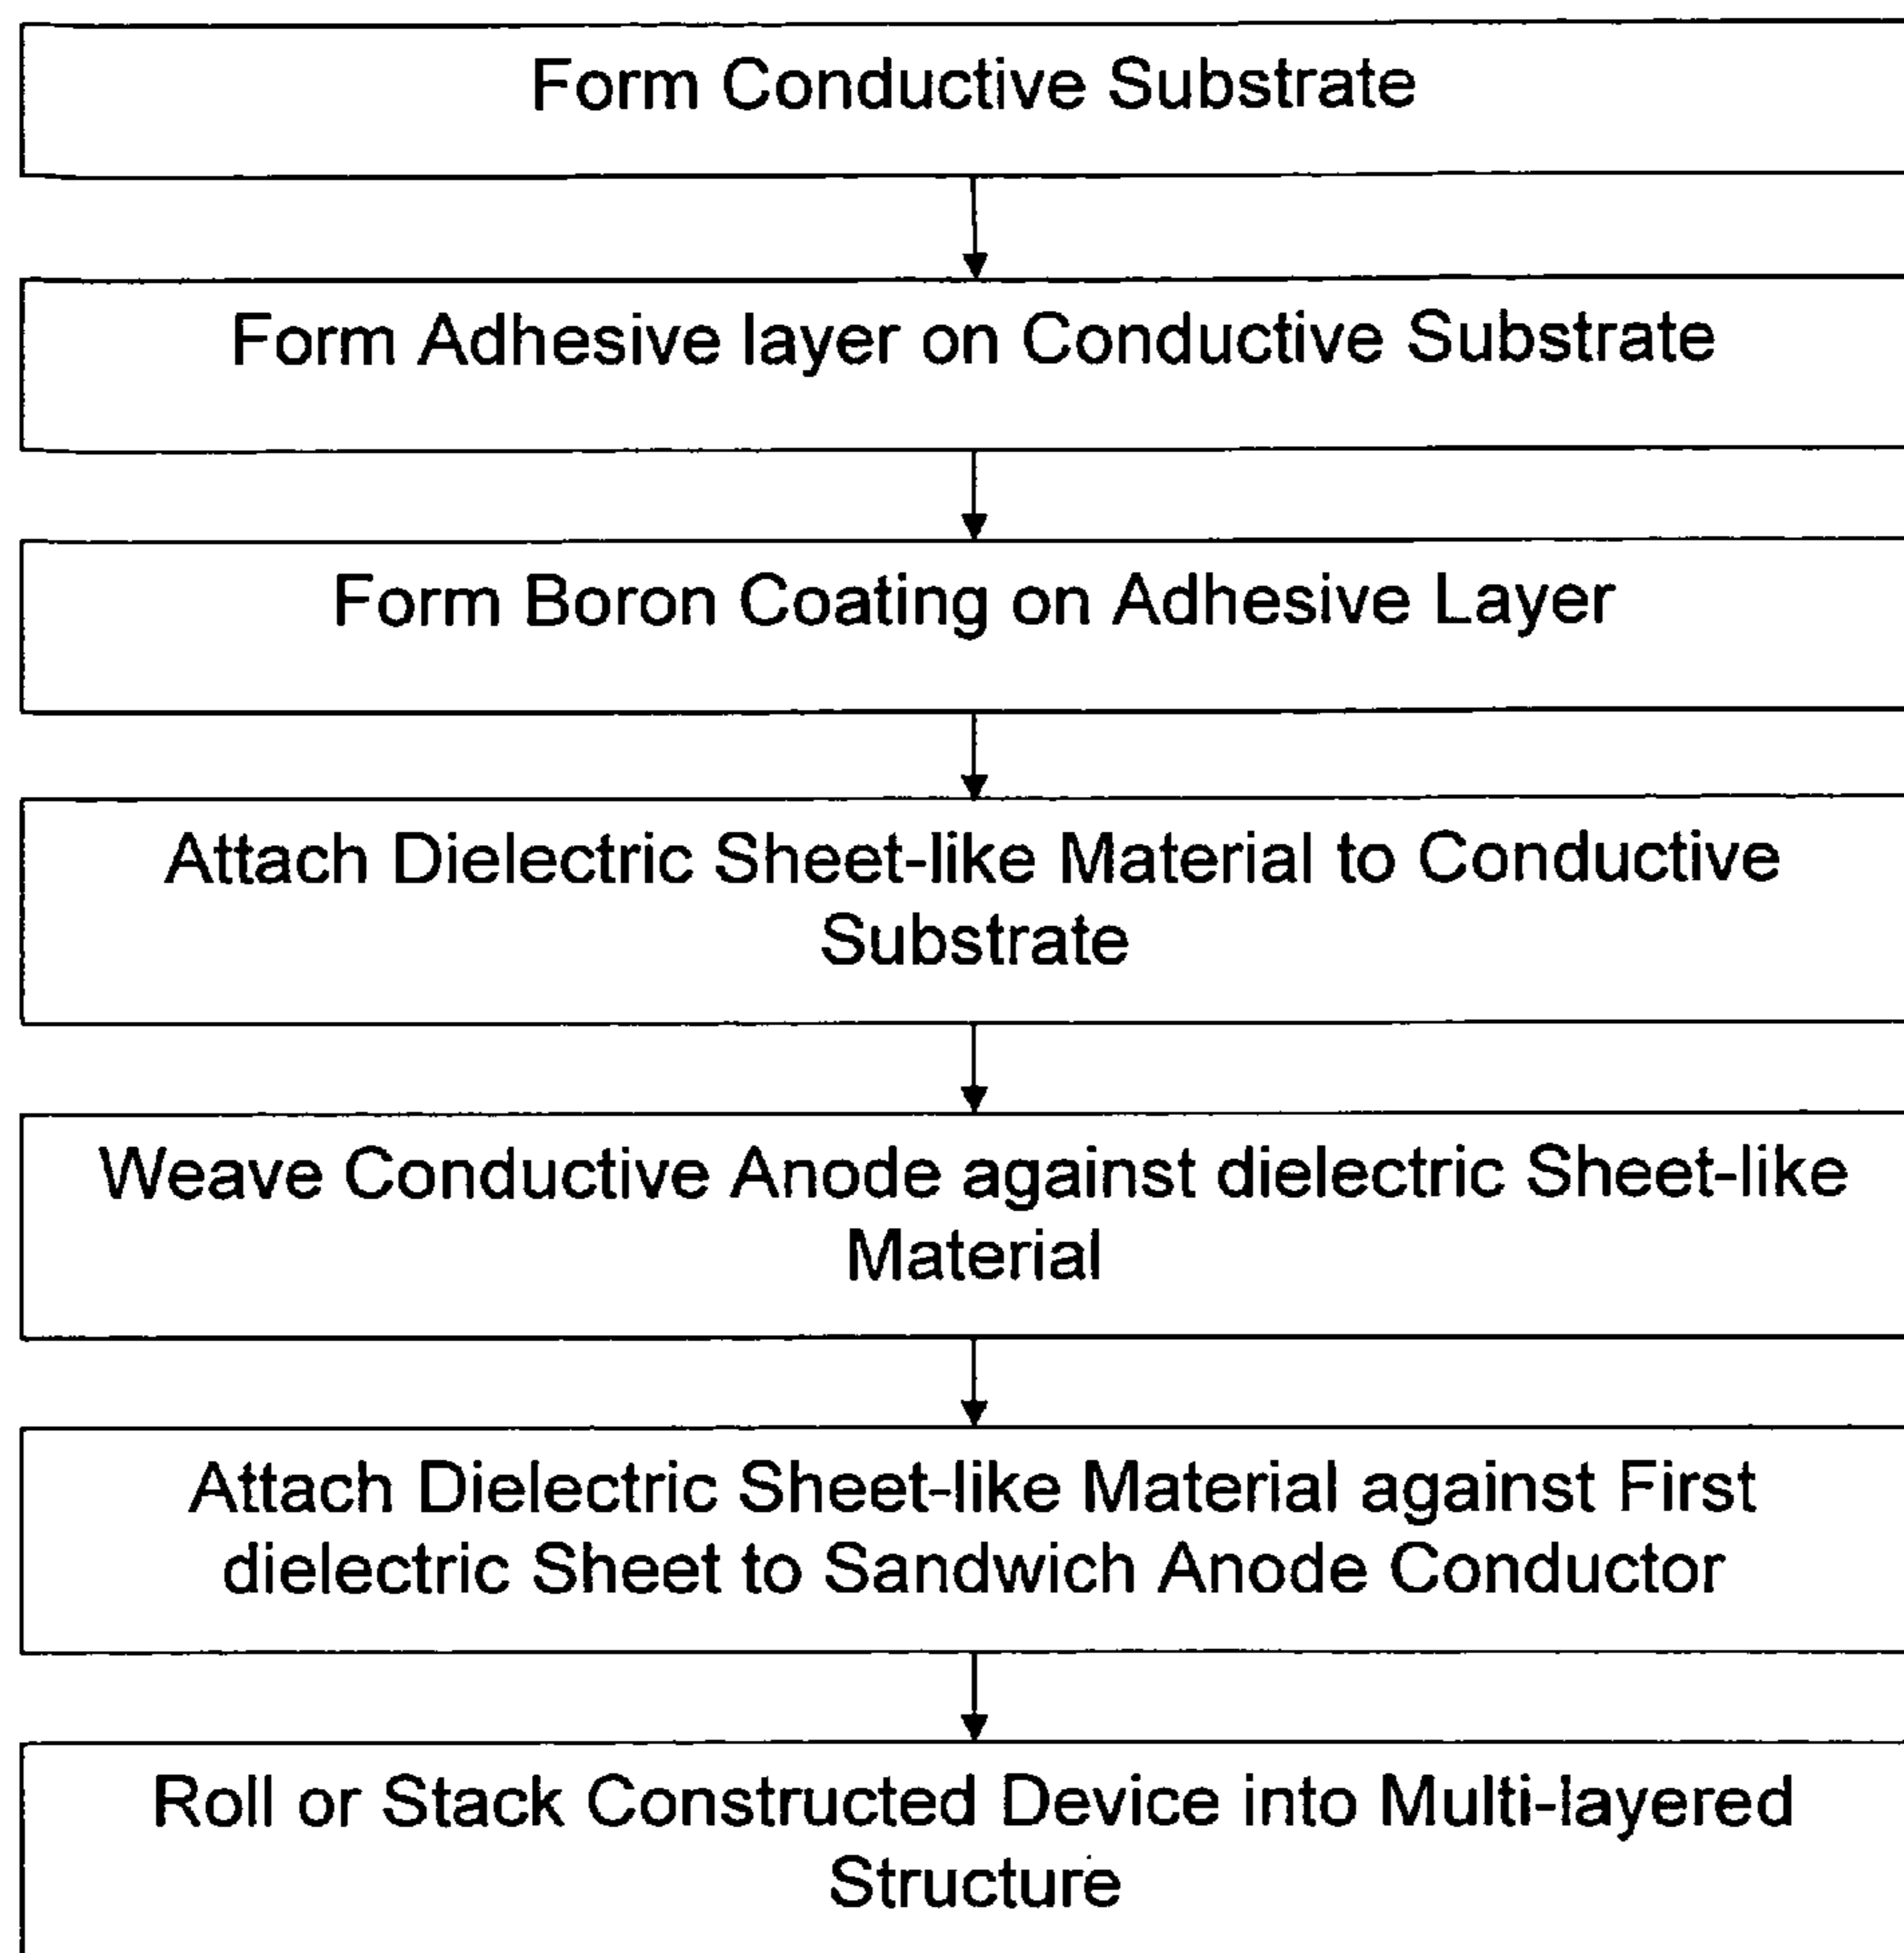 Form Conductive Substrate
Form Adhesive layer on Conductive Substrate
Form Boron Coating on Adhesive Layer
Attach Dielectric Sheet-like Material to Conductive
Substrate
Weave Conductive Anode against dielectric Sheet-like
Material
Attach Dielectric Sheet-like Material against First
dielectric Sheet to Sandwich Anode Conductor
Roll or Stack Constructed Device into Multi-layered
Structure